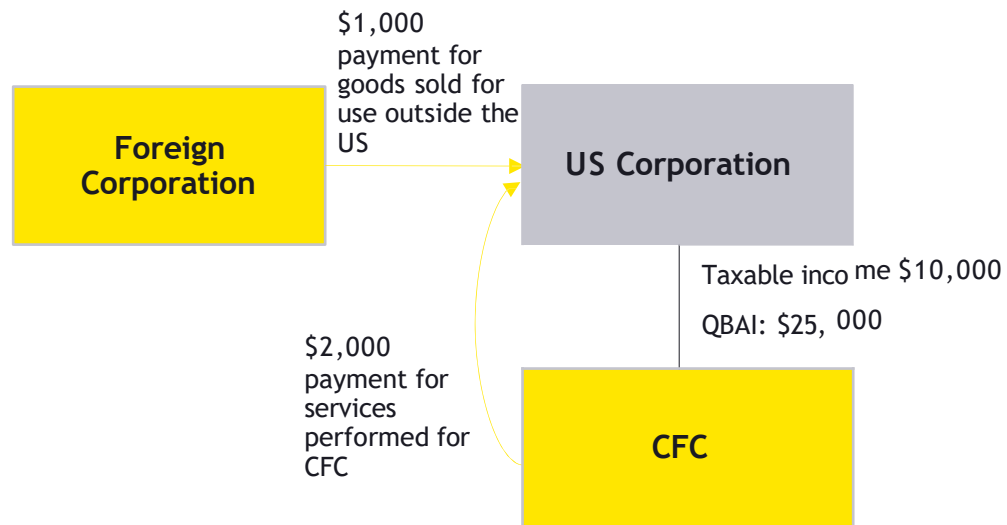 $1,000
payment for
goods sold for
use outside the
US
Foreign
Corporation
US Corporation
Taxable inco me $10,000
QBAI: $25, 000
$2,000
payment for
services
performed for
CFC
CFC